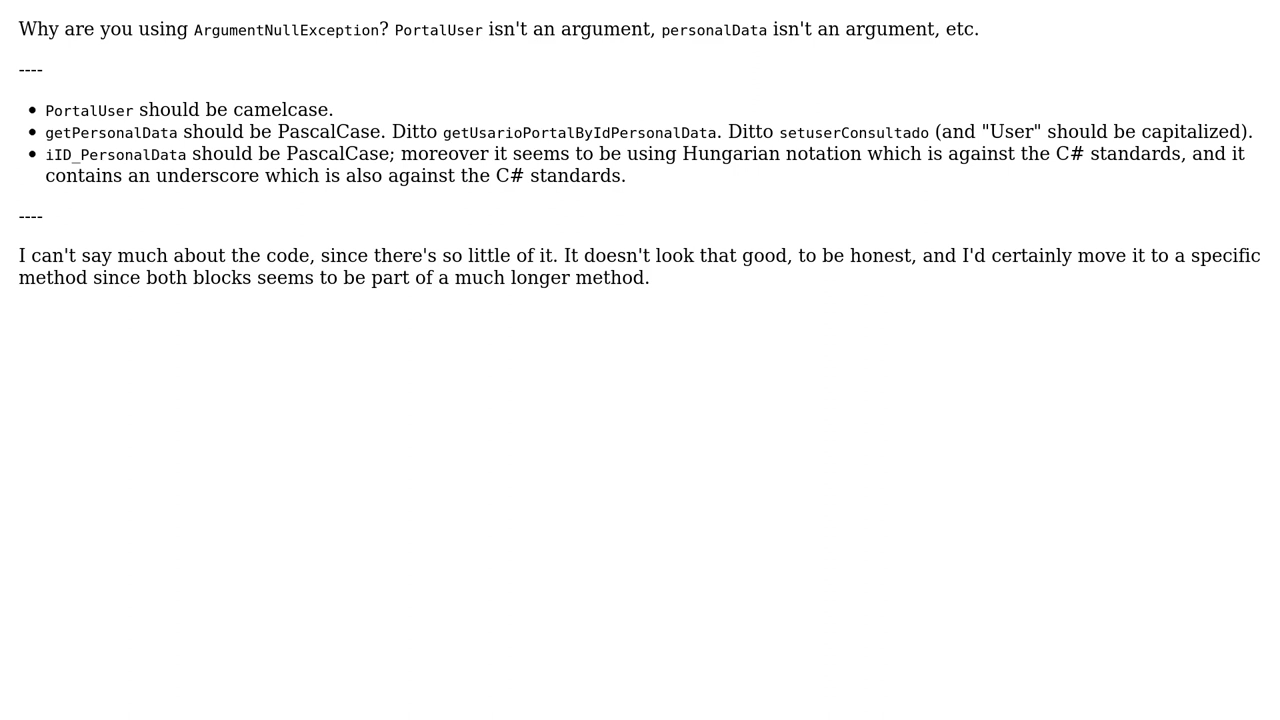 Why are you using ArgumentNullException? PortalUser isn't an argument, personalData isn't an argument, etc.
----
• PortalUser should be camelcase.
• getPersonalData should be PascalCase. Ditto getUsarioPortalByIdPersonalData. Ditto setuserConsultado (and "User" should be capitalized).
• iID_PersonalData should be PascalCase; moreover it seems to be using Hungarian notation which is against the C# standards, and it
contains an underscore which is also against the C# standards.
----
I can't say much about the code, since there's so little of it. It doesn't look that good, to be honest, and I'd certainly move it to a specific
method since both blocks seems to be part of a much longer method.